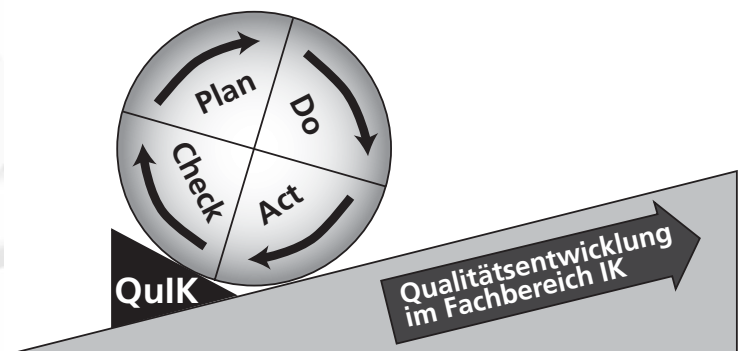 Plan
Do
Act
Check
QuIK
Qualitätsentwicklung
im Fachbereich IK